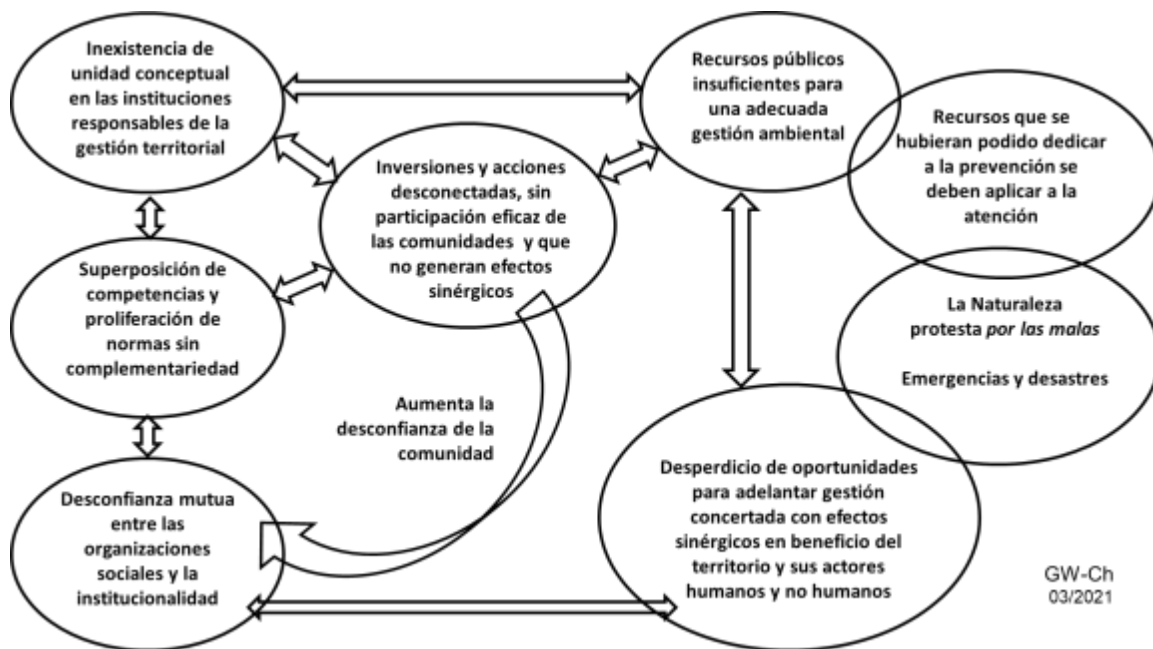 Inexistencia de
unidad conceptual
en las instituciones
responsables de la
gestión territorial
Recursos públicos
insuficientes para
una adecuada
gestión ambiental
Recursos que se
hubieran podido dedicar
a la prevención se
deben aplicar a la
atención
Inversiones y acciones
desconectadas, sin
participación eficaz de
las comunidades y que
no generan efectos
sinérgicos
Superposición de
competencias y
proliferación de
normas sin
complementariedad
La Naturaleza
protesta por las malas
Emergencias y desastres
Aumenta la
desconfianza de la
comunidad
Desconfianza mutua
entre las
organizaciones
sociales y la
institucionalidad
Desperdicio de oportunidades
para adelantar gestión
concertada con efectos
sinérgicos en beneficio del
territorio y sus actores
humanos y no humanos
GW-Ch
03/2021